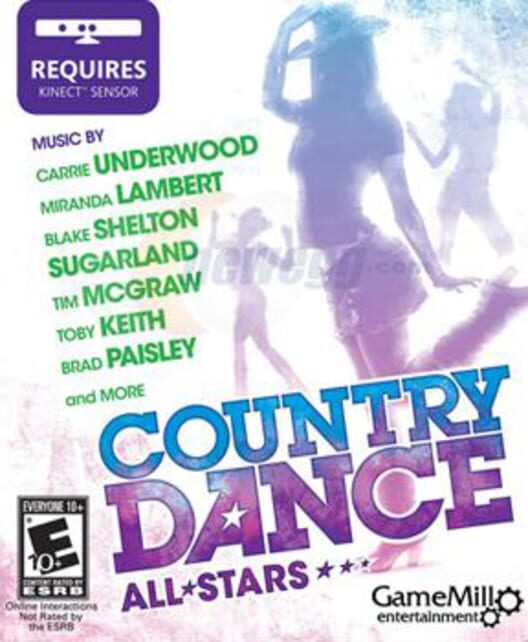 REQUIRES
KINECT™ SENSOR
MUSIC BY
CARRIE UNDERWOOD
MIRANDA LAMBERT
BLAKE SHELTON
SUGARLAND
TIM MCGRAW
TOBY KEITH
BRAD PAISLEY
and MORE
newegg.com
COUNTRY
DANCE
ALL★STARS ★★★
EVERYONE 10+
E
10+
CONTENT RATED BY
ESRB
Online Interactions
Not Rated by
the ESRB
GameMill
entertainment